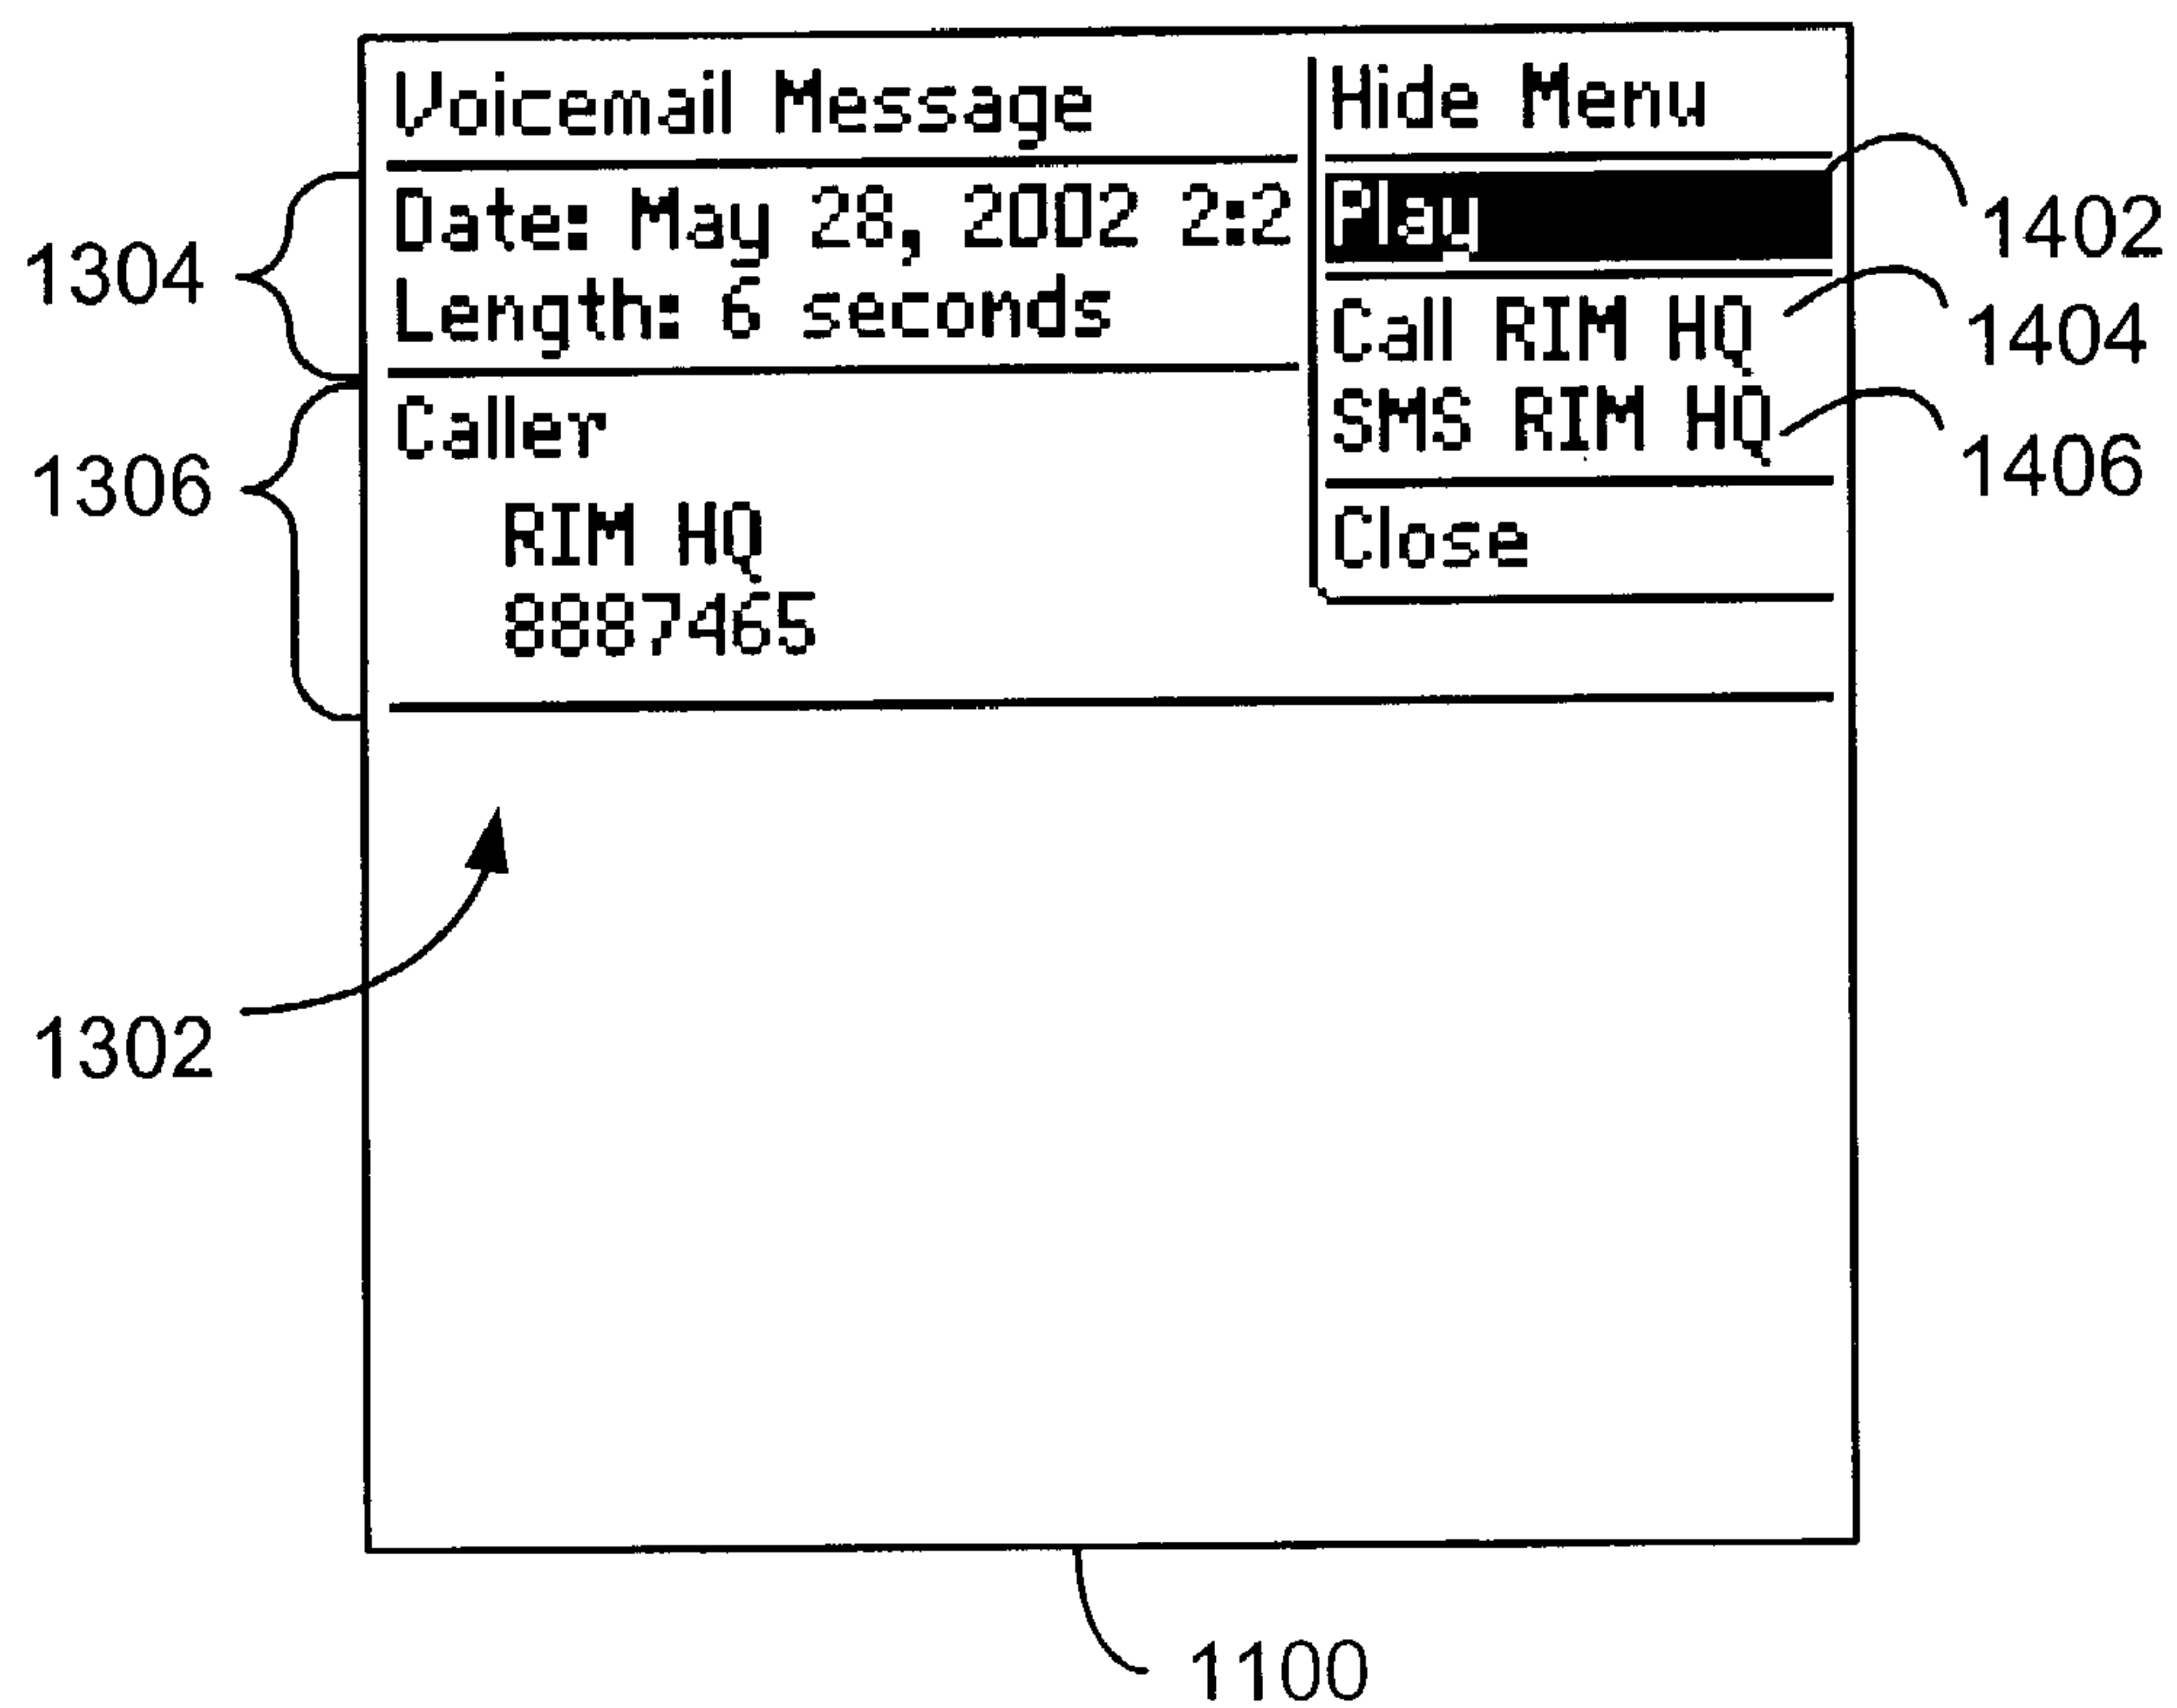 Voicemail Message
Hide Menu
Date: May 28, 2002 2:2
Play
1402
1304
Length: 6 seconds
Call RIM HQ
1404
Caller
SMS RIM HQ
1406
1306
RIM HQ
Close
8887465
1302
1100